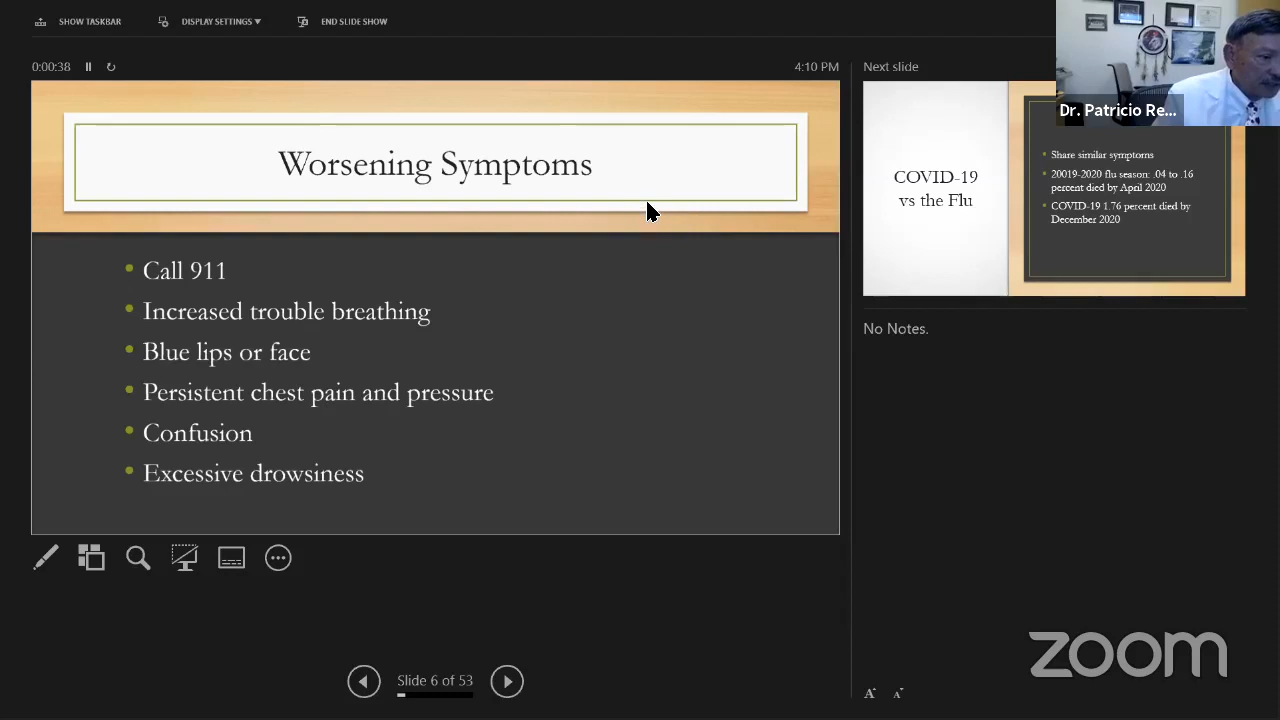 SHOW TASKBAR
DISPLAY SETTINGS ▾
END SLIDE SHOW
0:00:38
4:10 PM
Worsening Symptoms
• Call 911
• Increased trouble breathing
• Blue lips or face
• Persistent chest pain and pressure
• Confusion
• Excessive drowsiness
Slide 6 of 53
Next slide
Dr. Patricio Re...
COVID-19
vs the Flu
• Share similar symptoms
• 20019-2020 flu season: .04 to .16
percent died by April 2020
• COVID-19 1.76 percent died by
December 2020
No Notes.
A A
zoom